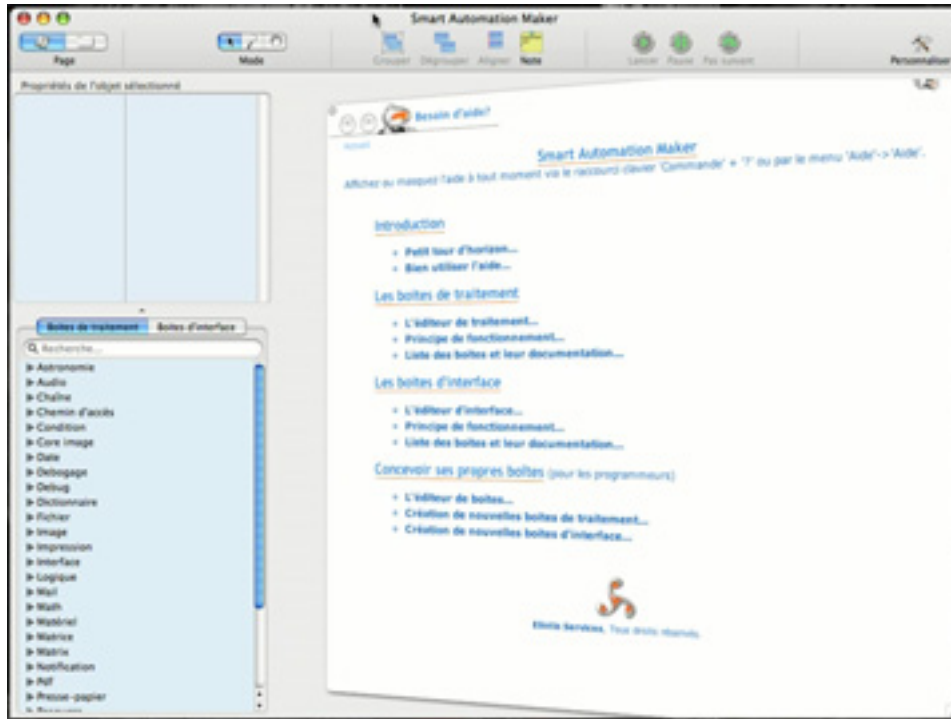 Smart Automation Maker
Page
Mode
Grouper
Dégrouper
Aligner
Note
Lancer
Pause
Pas suivant
Personnaliser
Propriétés de l'objet sélectionné
Boites de traitement
Boites d'interface
Recherche...
Astronomie
Audio
Chaîne
Chemin d'accès
Condition
Core image
Date
Debogage
Debug
Dictionnaire
Fichier
Image
Impression
Interface
Logique
Mail
Math
Matériel
Matrice
Matrix
Notification
Pdf
Presse-papier
Besoin d'aide?
Accueil
Smart Automation Maker
Affichez ou masquez l'aide à tout moment via le raccourci clavier 'Commande' + '?' ou par le menu 'Aide'->'Aide'.
Introduction
+ Petit tour d'horizon...
+ Bien utiliser l'aide...
Les boites de traitement
+ L'éditeur de traitement...
+ Principe de fonctionnement...
+ Liste des boites et leur documentation...
Les boites d'interface
+ L'éditeur d'interface...
+ Principe de fonctionnement...
+ Liste des boites et leur documentation...
Concevoir ses propres boîtes (pour les programmeurs)
+ L'éditeur de boites...
+ Création de nouvelles boites de traitement...
+ Création de nouvelles boites d'interface...
Services, Tous droits réservés.